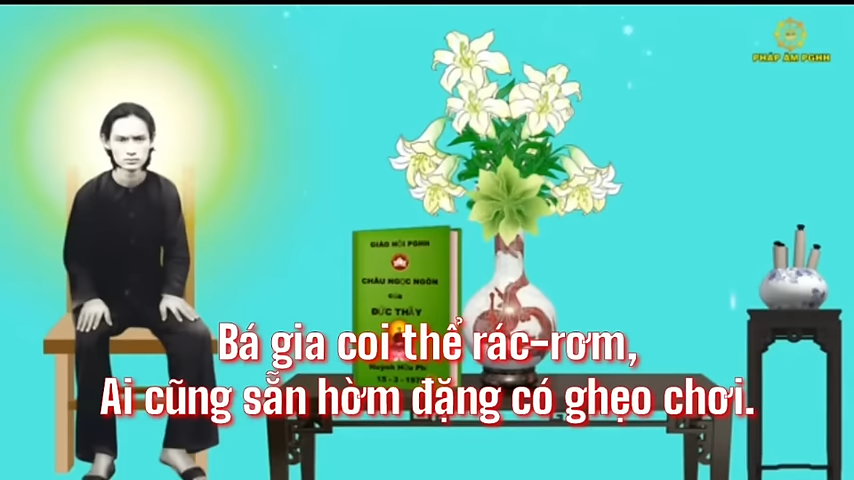 PHÁP ÂM PGHH
GIÁO HỘI PGHH
CHÂU NGỌC NGÔN
của
ĐỨC THẦY
Bá gia coi thể rác-rơm,
Ai cũng sẵn hờm đặng có ghẹo chơi.